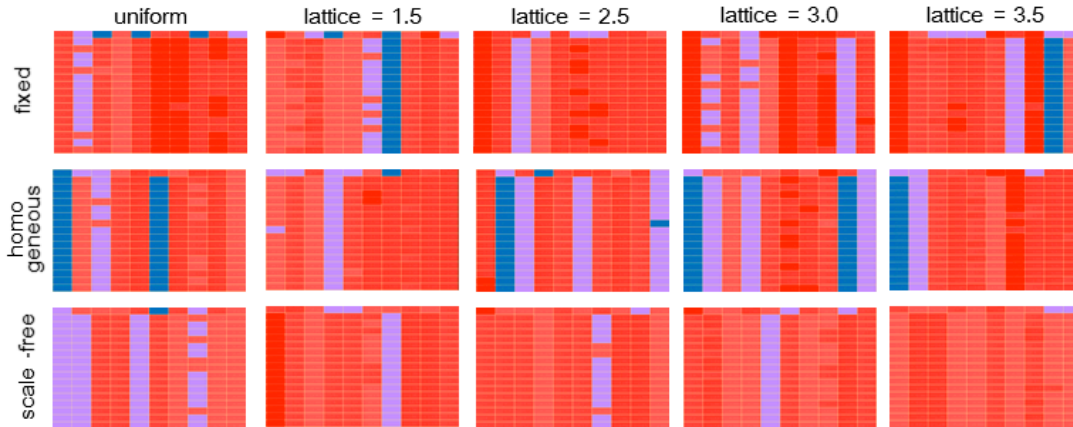 uniform
lattice = 1.5
lattice = 2.5
lattice = 3.0
lattice = 3.5
fixed
homo
geneous
scale -free